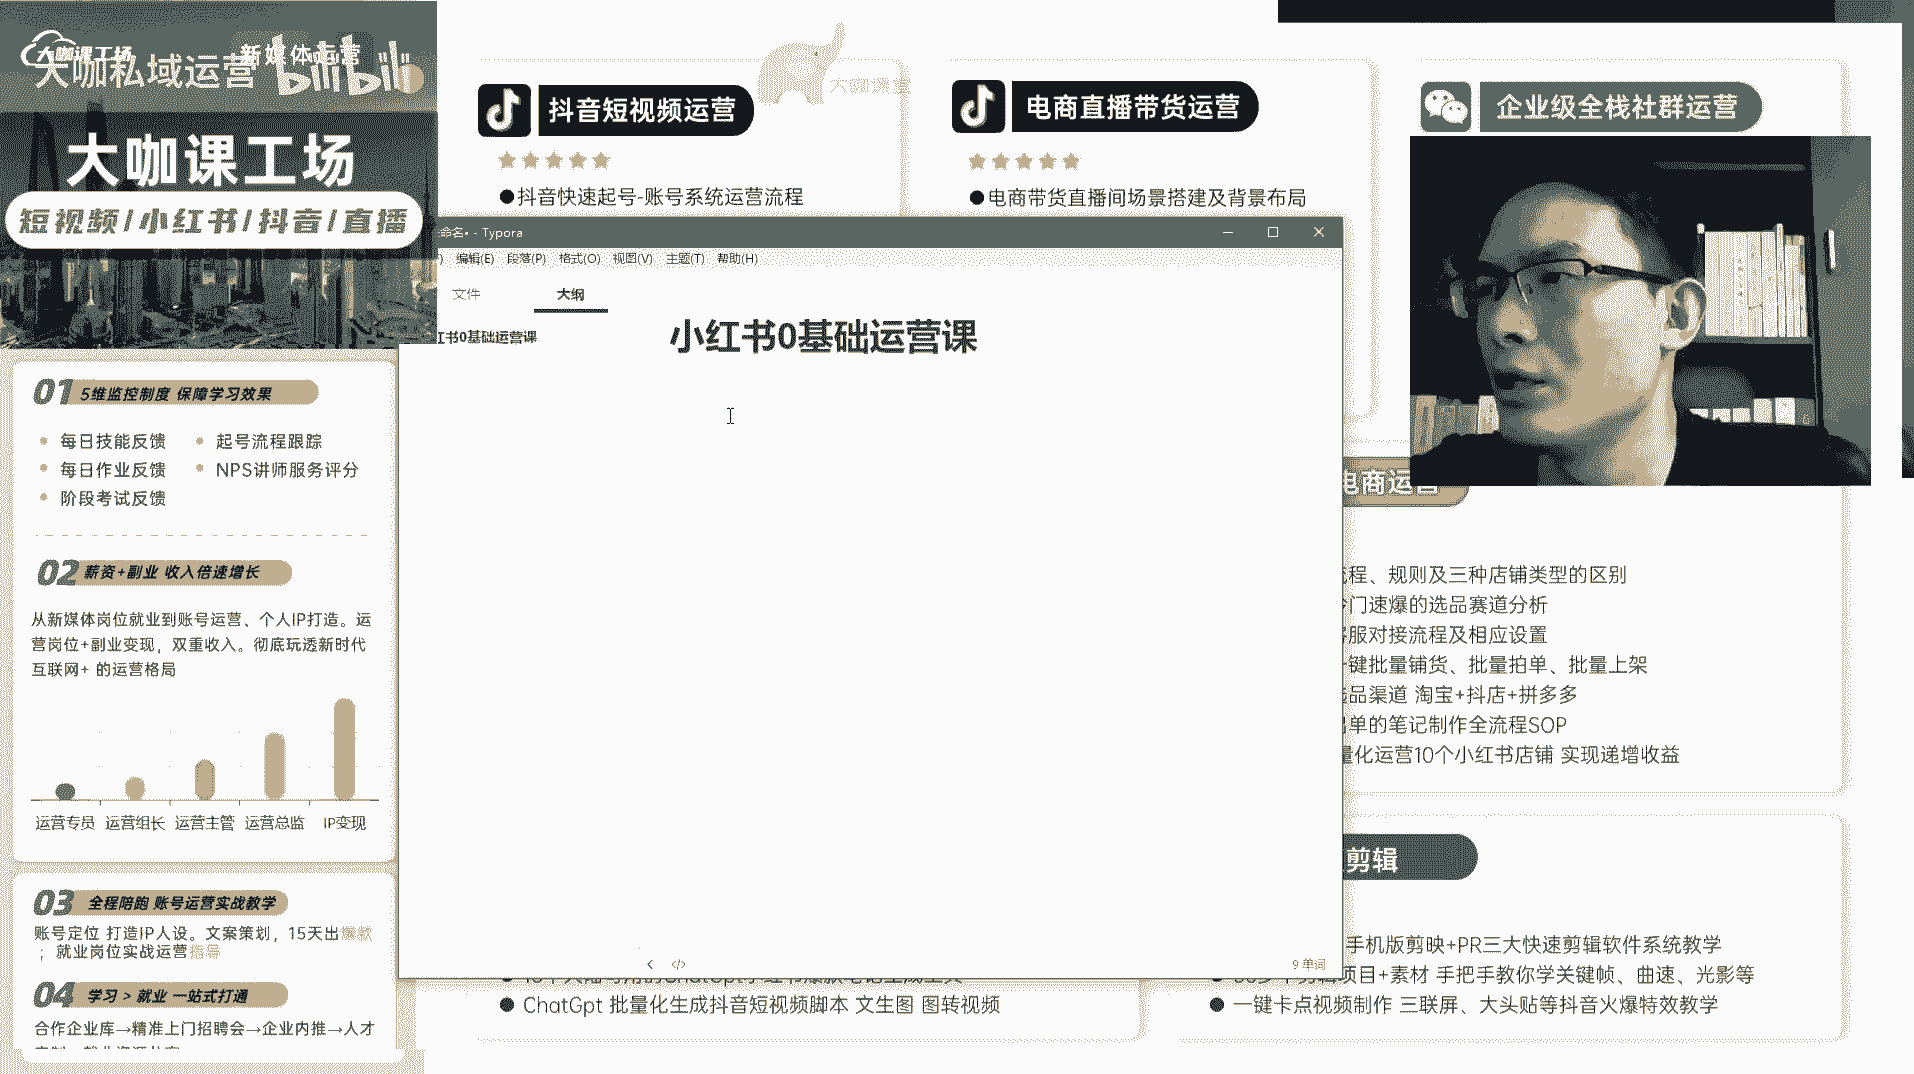 大咖课工场
新媒体运营
大咖私域运营
bilibili
大咖课工场
短视频/小红书/抖音/直播
01 5维监控制度 保障学习效果
每日技能反馈
起号流程跟踪
每日作业反馈
NPS讲师服务评分
阶段考试反馈
02 薪资+副业 收入倍速增长
从新媒体岗位就业到账号运营、个人IP打造。运
营岗位+副业变现，双重收入。彻底玩透新时代
互联网+ 的运营格局
运营专员 运营组长 运营主管 运营总监 IP变现
03 全程陪跑 账号运营实战教学
账号定位 打造IP人设。文案策划，15天出爆款
；就业岗位实战运营指导
04 学习 > 就业 一站式打通
合作企业库→精准上门招聘会→企业内推→人才
大咖课堂
抖音短视频运营
●抖音快速起号-账号系统运营流程
电商直播带货运营
●电商带货直播间场景搭建及背景布局
企业级全栈社群运营
命名• - Typora
) 编辑(E) 段落(P) 格式(O) 视图(V) 主题(T) 帮助(H)
文件 大纲
书0基础运营课
小红书0基础运营课
</> 9 单词
电商运营
程、规则及三种店铺类型的区别
门速爆的选品赛道分析
服对接流程及相应设置
键批量铺货、批量拍单、批量上架
品渠道 淘宝+抖店+拼多多
单的笔记制作全流程SOP
量化运营10个小红书店铺 实现递增收益
剪辑
手机版剪映+PR三大快速剪辑软件系统教学
项目+素材 手把手教你学关键帧、曲速、光影等
●一键卡点视频制作 三联屏、大头贴等抖音火爆特效教学
●ChatGpt 批量化生成抖音短视频脚本 文生图 图转视频